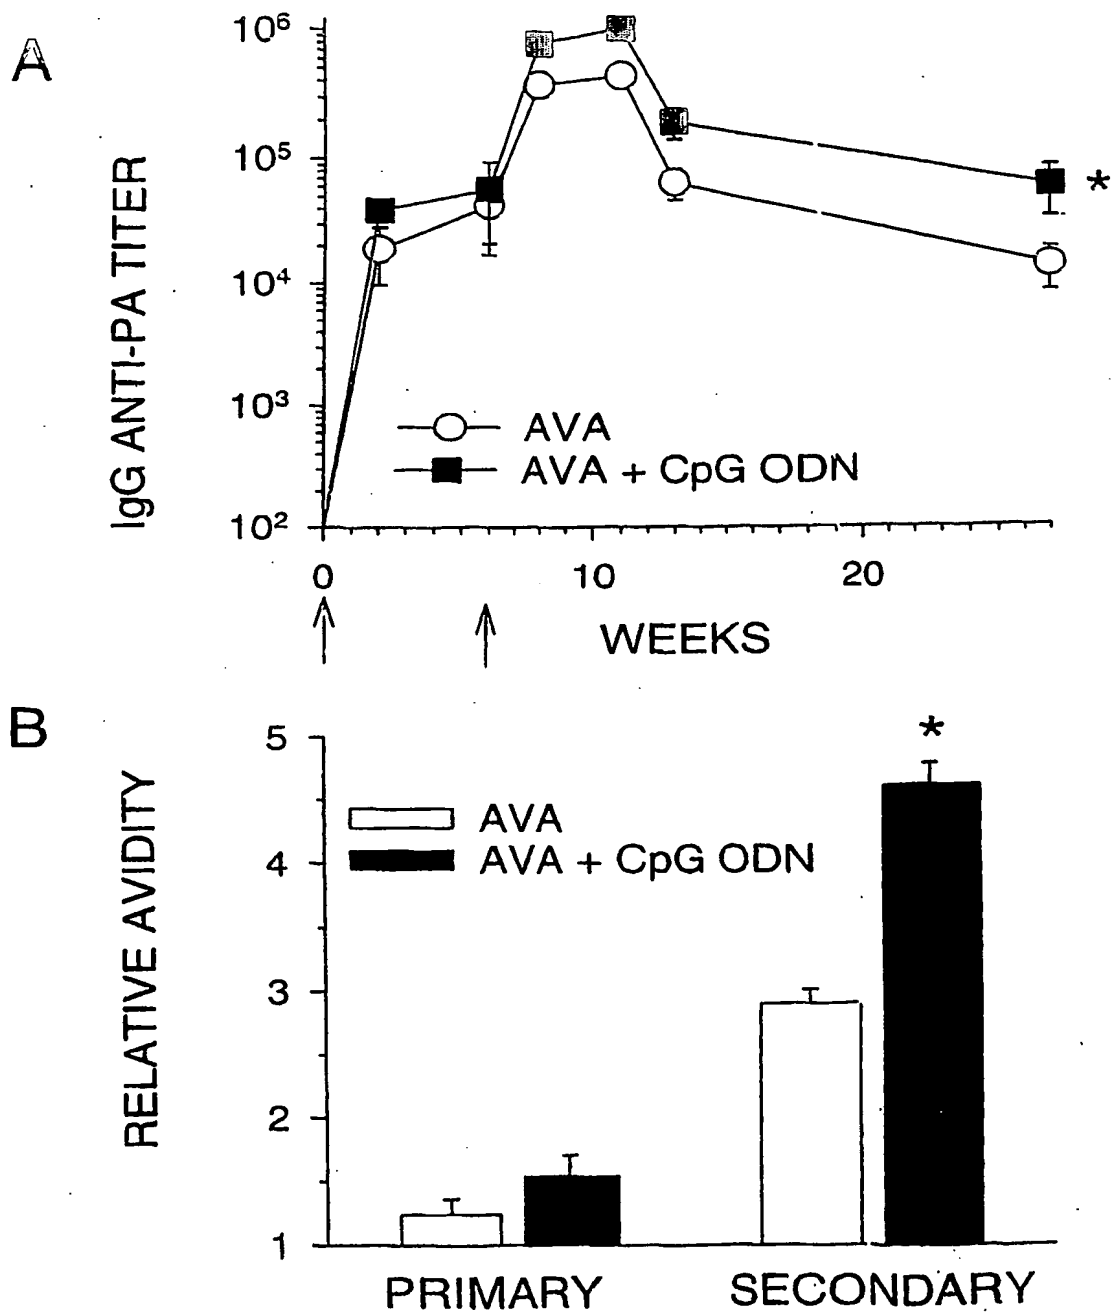 A
IgG ANTI-PA TITER
10⁶
10⁵
10⁴
10³
10²
AVA
AVA + CpG ODN
*
0 10 20
WEEKS
B
RELATIVE AVIDITY
5
4
3
2
1
AVA
AVA + CpG ODN
*
PRIMARY SECONDARY